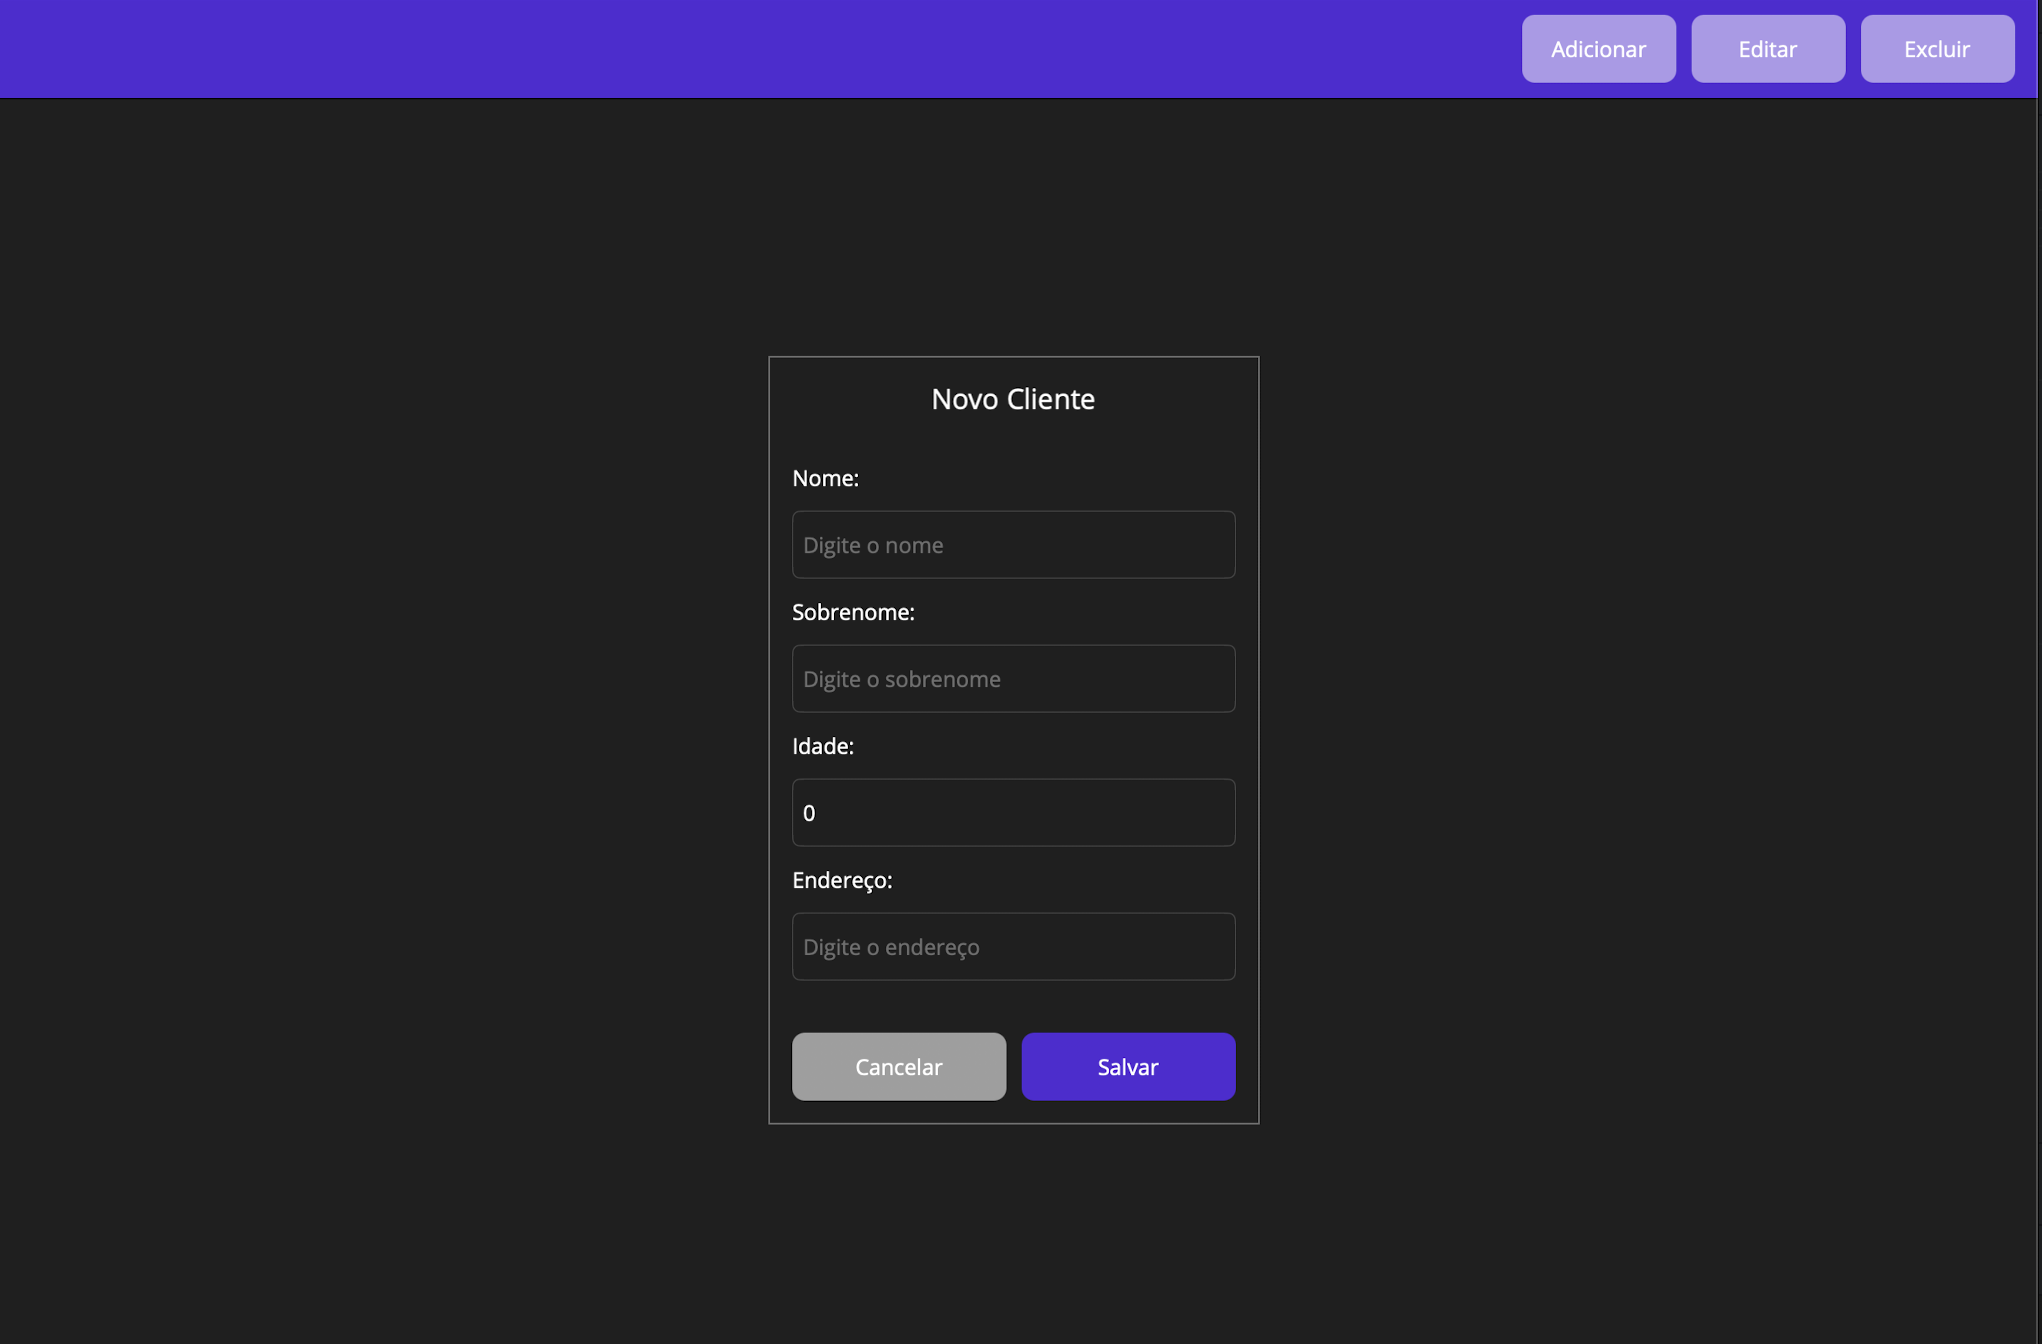 Adicionar Editar Excluir
Novo Cliente
Nome:
Digite o nome
Sobrenome:
Digite o sobrenome
Idade:
0
Endereço:
Digite o endereço
Cancelar Salvar